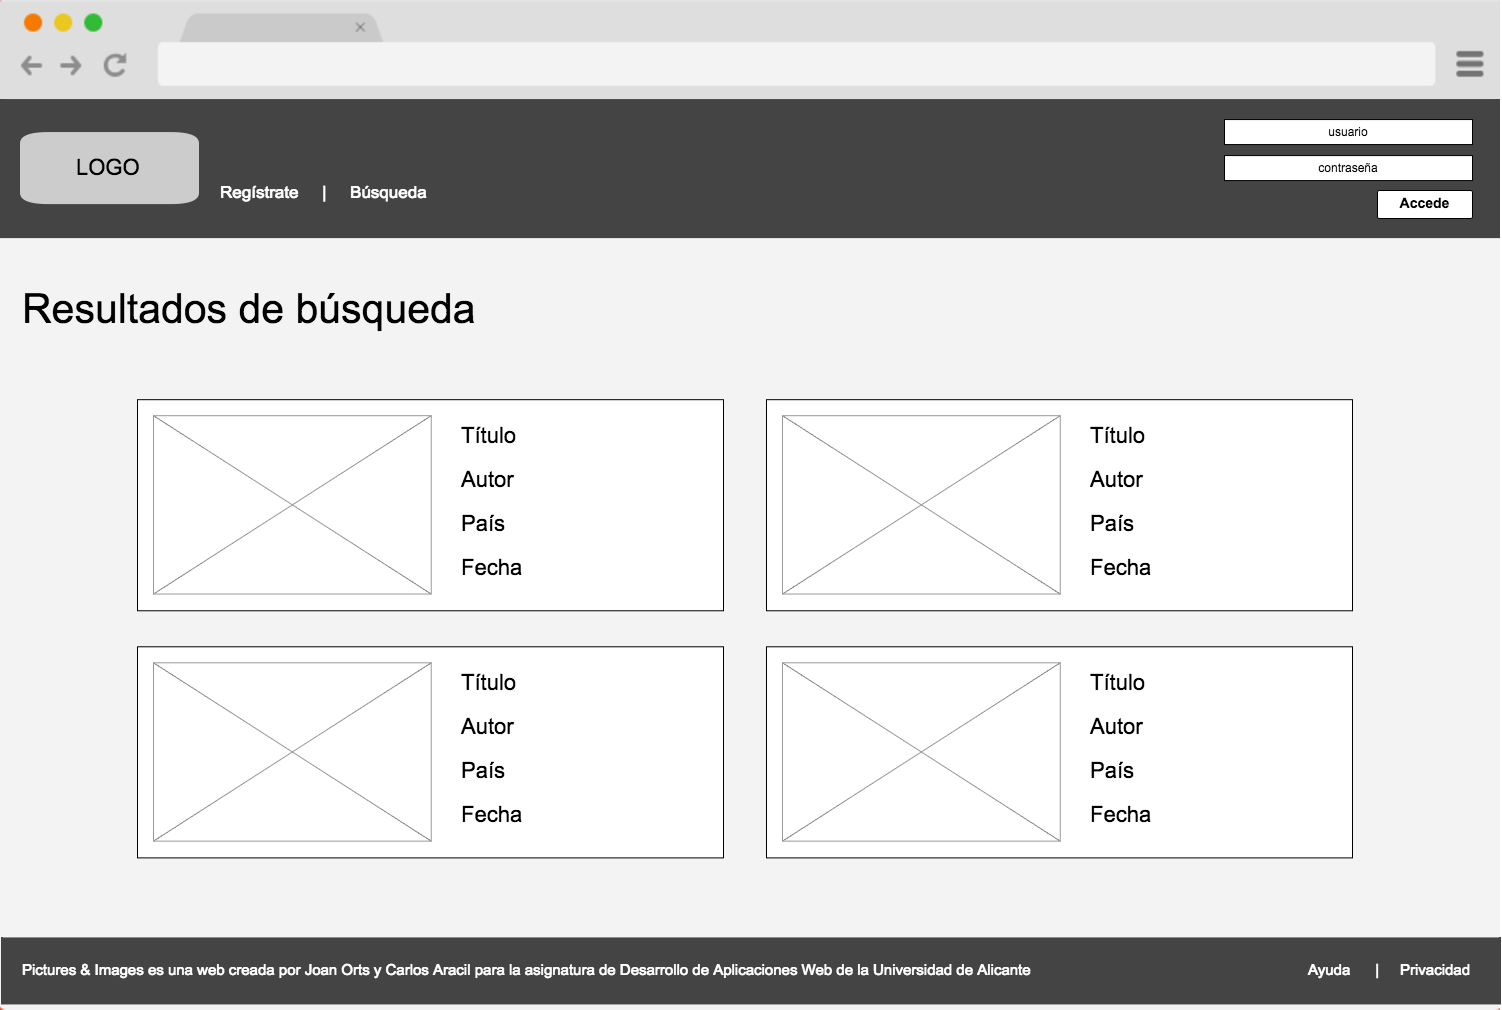 LOGO
Regístrate | Búsqueda
usuario
contraseña
Accede
Resultados de búsqueda
Título
Autor
País
Fecha
Título
Autor
País
Fecha
Título
Autor
País
Fecha
Título
Autor
País
Fecha
Pictures & Images es una web creada por Joan Orts y Carlos Aracil para la asignatura de Desarrollo de Aplicaciones Web de la Universidad de Alicante
Ayuda | Privacidad